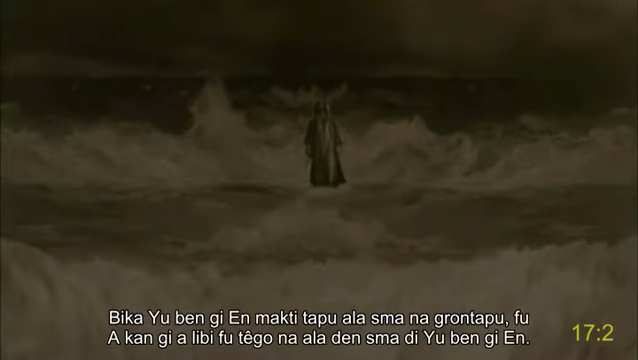 Bika Yu ben gi En makti tapu ala sma na grontapu, fu
A kan gi a libi fu têgo na ala den sma di Yu ben gi En.
17:2